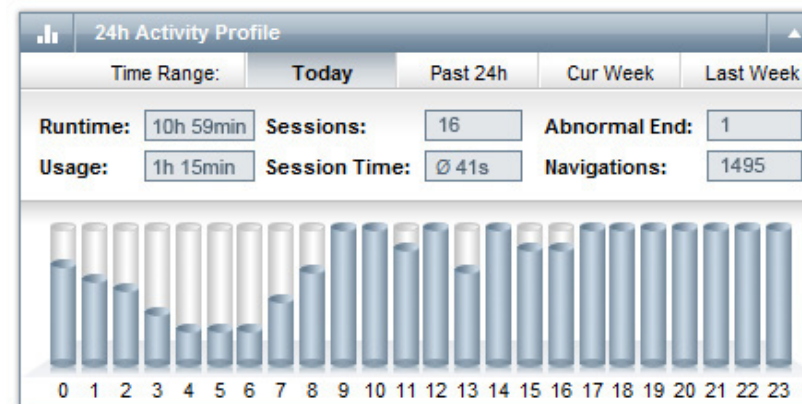 24h Activity Profile
Time Range: Today Past 24h Cur Week Last Week
Runtime: 10h 59min Sessions: 16 Abnormal End: 1
Usage: 1h 15min Session Time: Ø 41s Navigations: 1495
0 1 2 3 4 5 6 7 8 9 10 11 12 13 14 15 16 17 18 19 20 21 22 23